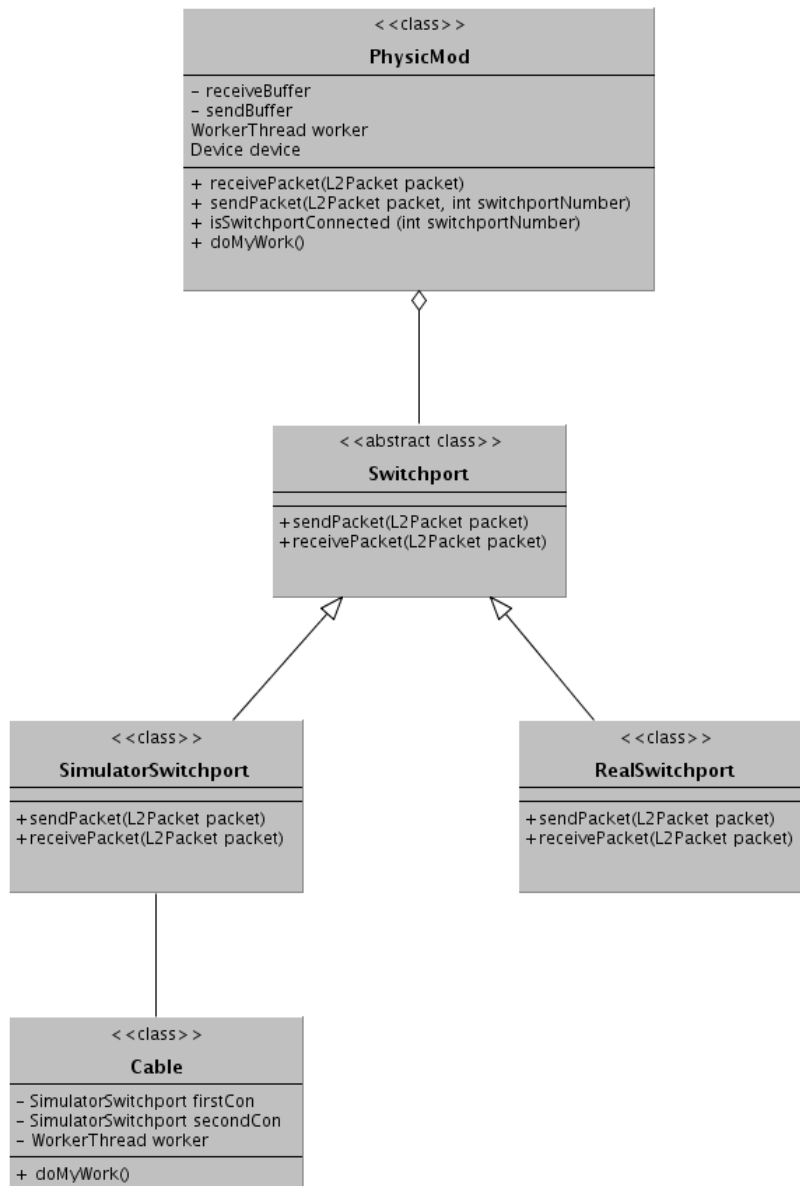 <<class>>
PhysicMod
- receiveBuffer
- sendBuffer
WorkerThread worker
Device device
+ receivePacket(L2Packet packet)
+ sendPacket(L2Packet packet, int switchportNumber)
+ isSwitchportConnected (int switchportNumber)
+ doMyWork()
<<abstract class>>
Switchport
+sendPacket(L2Packet packet)
+receivePacket(L2Packet packet)
<<class>>
SimulatorSwitchport
+sendPacket(L2Packet packet)
+receivePacket(L2Packet packet)
<<class>>
RealSwitchport
+sendPacket(L2Packet packet)
+receivePacket(L2Packet packet)
<<class>>
Cable
- SimulatorSwitchport firstCon
- SimulatorSwitchport secondCon
- WorkerThread worker
+ doMyWork()